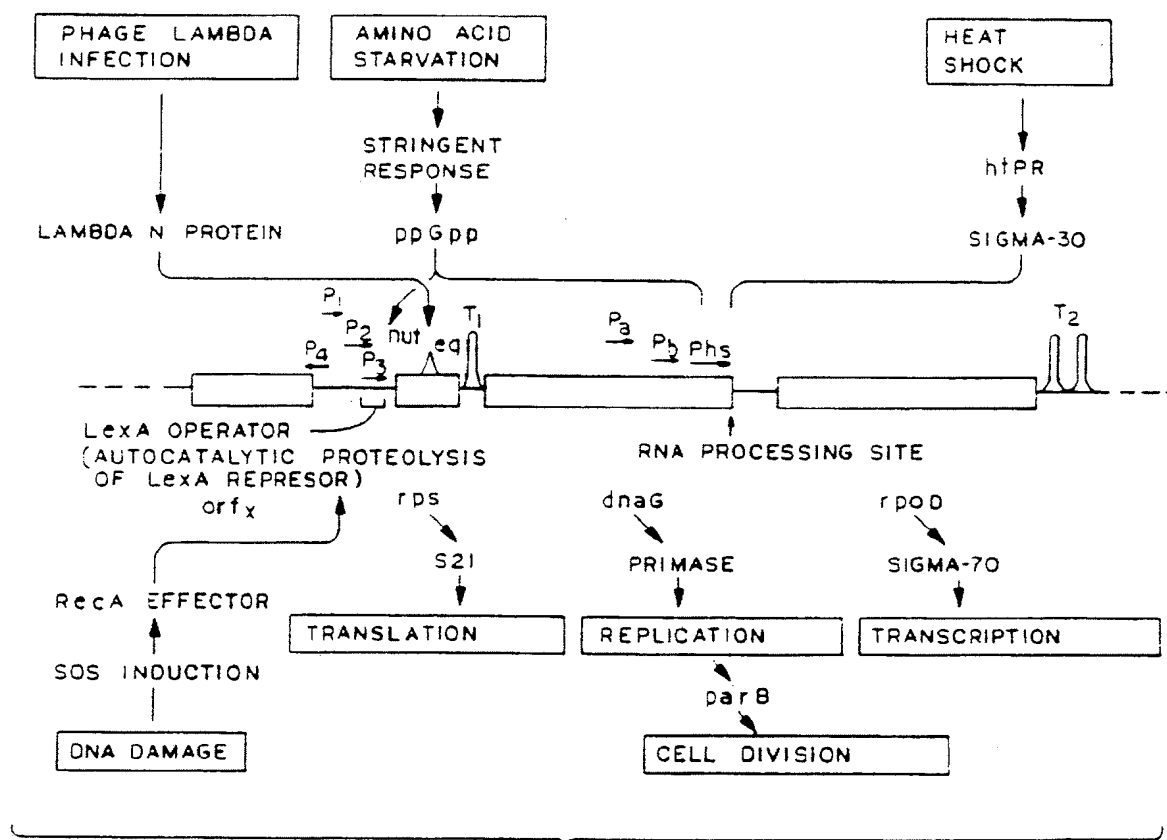 PHAGE LAMBDA
INFECTION
AMINO ACID
STARVATION
HEAT
SHOCK
STRINGENT
RESPONSE
htPR
LAMBDA N PROTEIN
ppGpp
SIGMA-30
P1
P2
P3
P4
nut
eq
T1
Pa
Pb
Phs
T2
LexA OPERATOR
(AUTOCATALYTIC PROTEOLYSIS
OF LexA REPRESOR)
orfx
RNA PROCESSING SITE
rps
dnaG
rpoD
S21
PRIMASE
SIGMA-70
RecA EFFECTOR
TRANSLATION
REPLICATION
TRANSCRIPTION
SOS INDUCTION
parB
DNA DAMAGE
CELL DIVISION